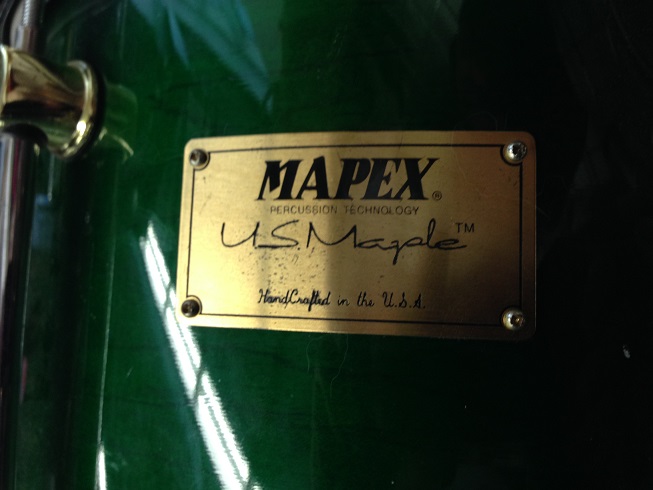 MAPEX®
PERCUSSION TECHNOLOGY
U.S. Maple™
HandCrafted in the U.S.A.